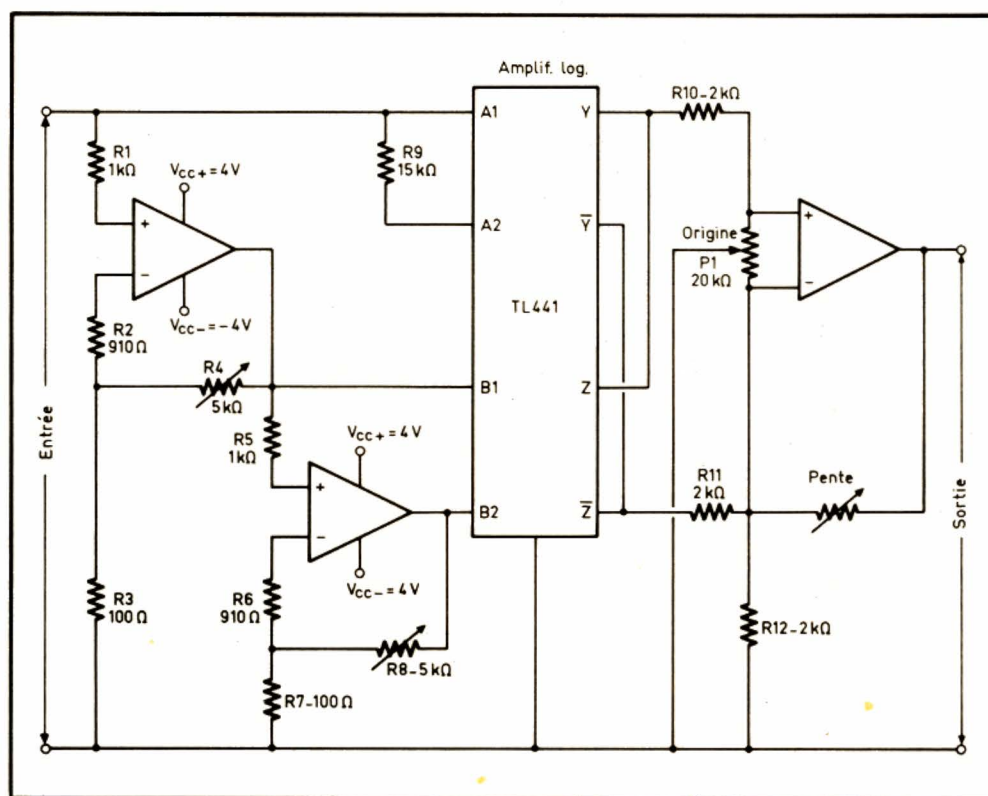 Amplif. log.
R10-2kΩ
A1
Y
R1
1kΩ
R9
15kΩ
VCC+=4V
+
−
A2
Y̅
Origine
P1
20kΩ
+
−
VCC-=-4V
TL441
R2
910Ω
R4
5kΩ
B1
Z
Entrée
R5
1kΩ
VCC+=4V
R11
2kΩ
Pente
+
−
B2
Z̅
Sortie
VCC-=4V
R3
100Ω
R6
910Ω
R8-5kΩ
R12-2kΩ
R7-100Ω